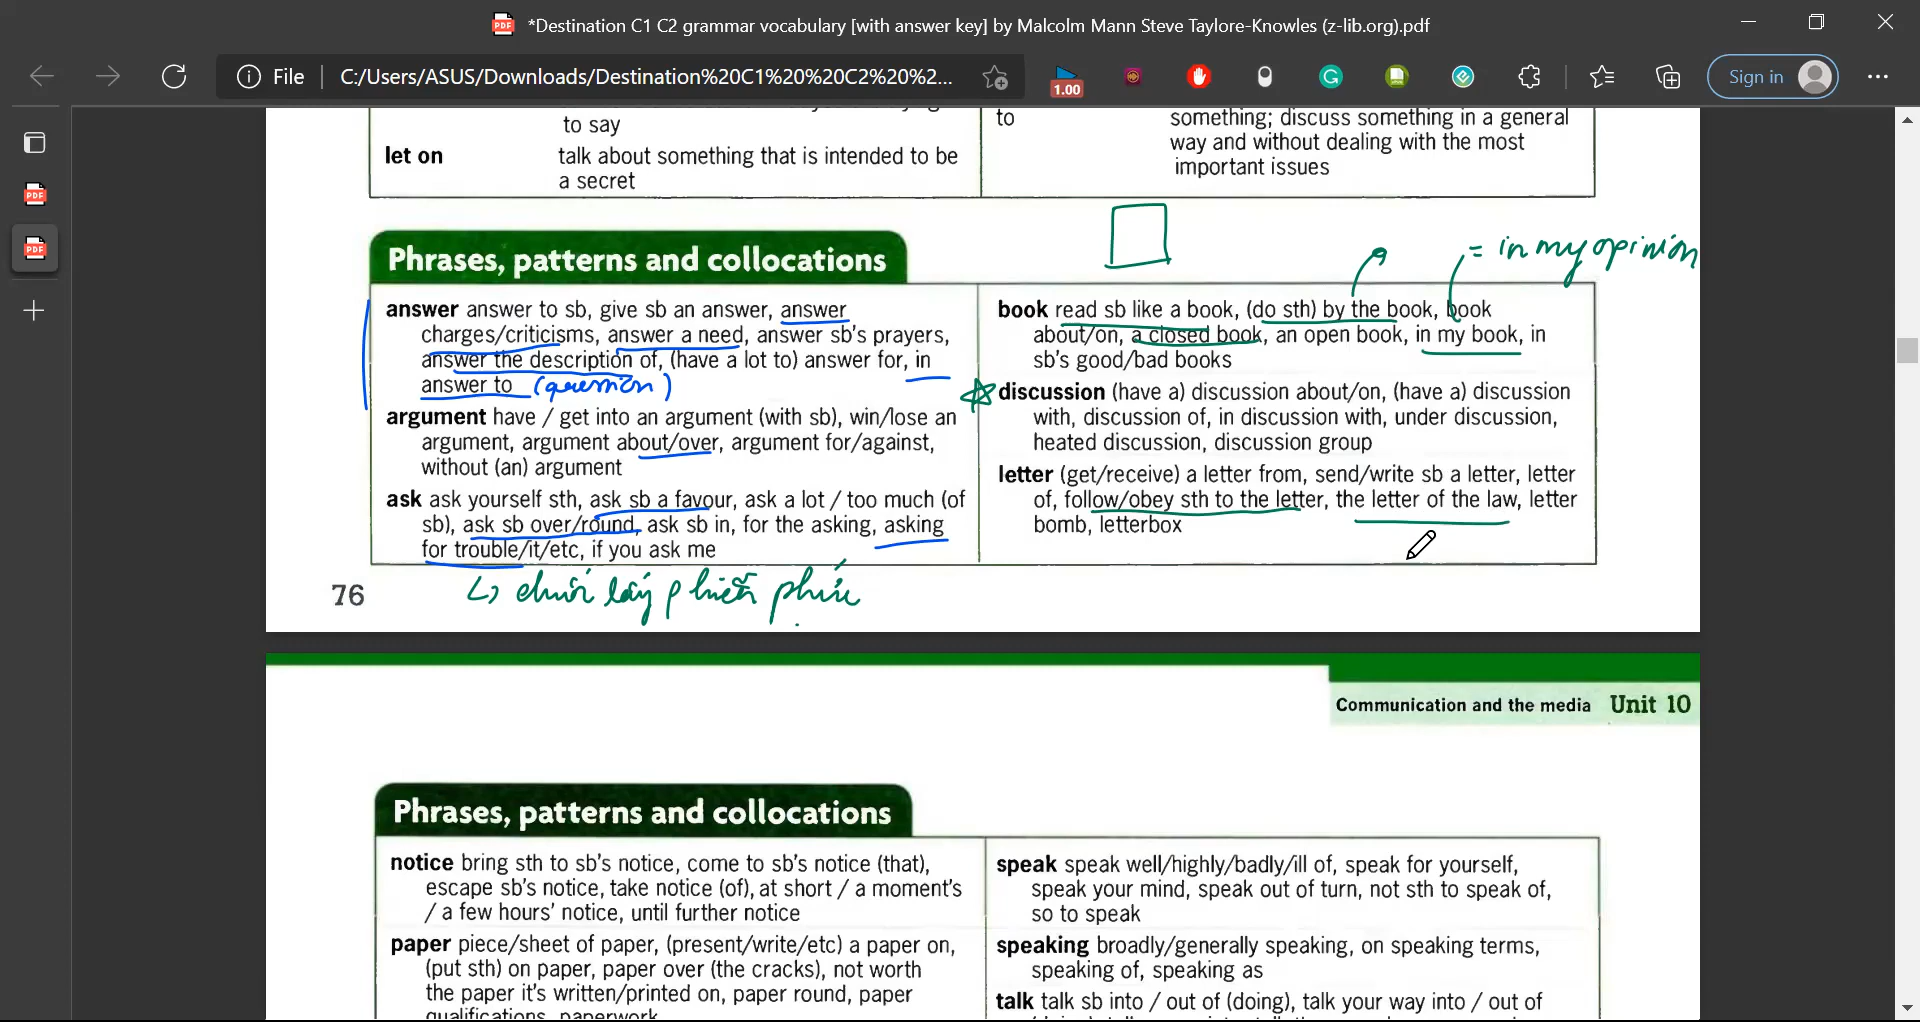 *Destination C1 C2 grammar vocabulary [with answer key] by Malcolm Mann Steve Taylore-Knowles (z-lib.org).pdf
File
C:/Users/ASUS/Downloads/Destination%20C1%20%20C2%20%2...
1.00
Sign in
to say
let on talk about something that is intended to be
a secret
to something; discuss something in a general
way and without dealing with the most
important issues
Phrases, patterns and collocations
= in my opinion
answer answer to sb, give sb an answer, answer
charges/criticisms, answer a need, answer sb's prayers,
answer the description of, (have a lot to) answer for, in
answer to (question)
argument have / get into an argument (with sb), win/lose an
argument, argument about/over, argument for/against,
without (an) argument
ask ask yourself sth, ask sb a favour, ask a lot / too much (of
sb), ask sb over/round, ask sb in, for the asking, asking
for trouble/it/etc, if you ask me
book read sb like a book, (do sth) by the book, book
about/on, a closed book, an open book, in my book, in
sb's good/bad books
discussion (have a) discussion about/on, (have a) discussion
with, discussion of, in discussion with, under discussion,
heated discussion, discussion group
letter (get/receive) a letter from, send/write sb a letter, letter
of, follow/obey sth to the letter, the letter of the law, letter
bomb, letterbox
76
phiền phức
Communication and the media Unit 10
Phrases, patterns and collocations
notice bring sth to sb's notice, come to sb's notice (that),
escape sb's notice, take notice (of), at short / a moment's
/ a few hours' notice, until further notice
paper piece/sheet of paper, (present/write/etc) a paper on,
(put sth) on paper, paper over (the cracks), not worth
the paper it's written/printed on, paper round, paper
qualifications, paperwork
speak speak well/highly/badly/ill of, speak for yourself,
speak your mind, speak out of turn, not sth to speak of,
so to speak
speaking broadly/generally speaking, on speaking terms,
speaking of, speaking as
talk talk sb into / out of (doing), talk your way into / out of